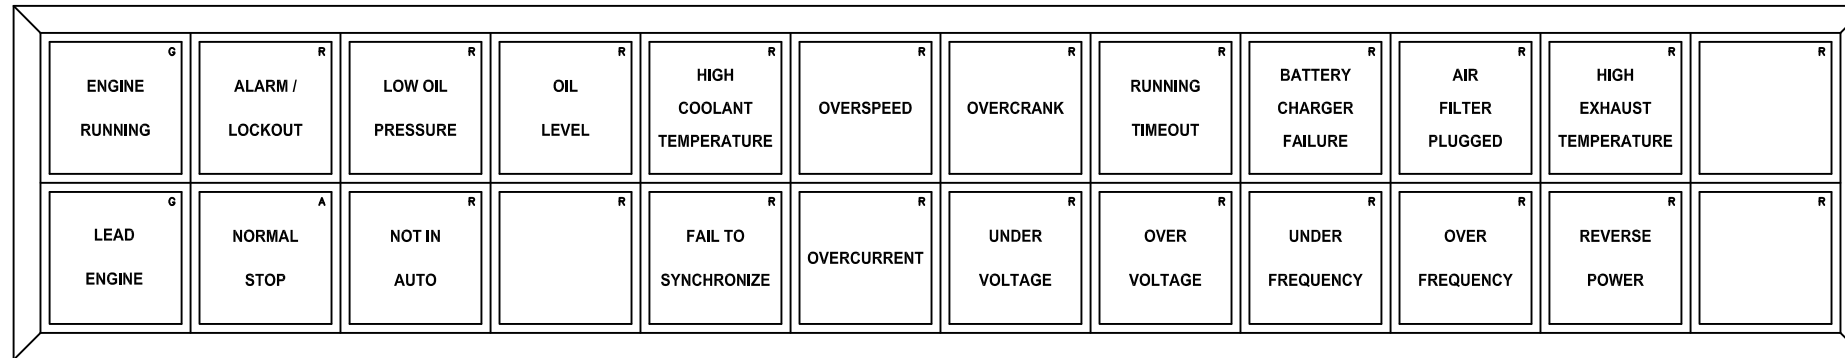 G
ENGINE
RUNNING
R
ALARM /
LOCKOUT
R
LOW OIL
PRESSURE
R
OIL
LEVEL
R
HIGH
COOLANT
TEMPERATURE
R
OVERSPEED
R
OVERCRANK
R
RUNNING
TIMEOUT
R
BATTERY
CHARGER
FAILURE
R
AIR
FILTER
PLUGGED
R
HIGH
EXHAUST
TEMPERATURE
R
G
LEAD
ENGINE
A
NORMAL
STOP
R
NOT IN
AUTO
R
R
FAIL TO
SYNCHRONIZE
R
OVERCURRENT
R
UNDER
VOLTAGE
R
OVER
VOLTAGE
R
UNDER
FREQUENCY
R
OVER
FREQUENCY
R
REVERSE
POWER
R